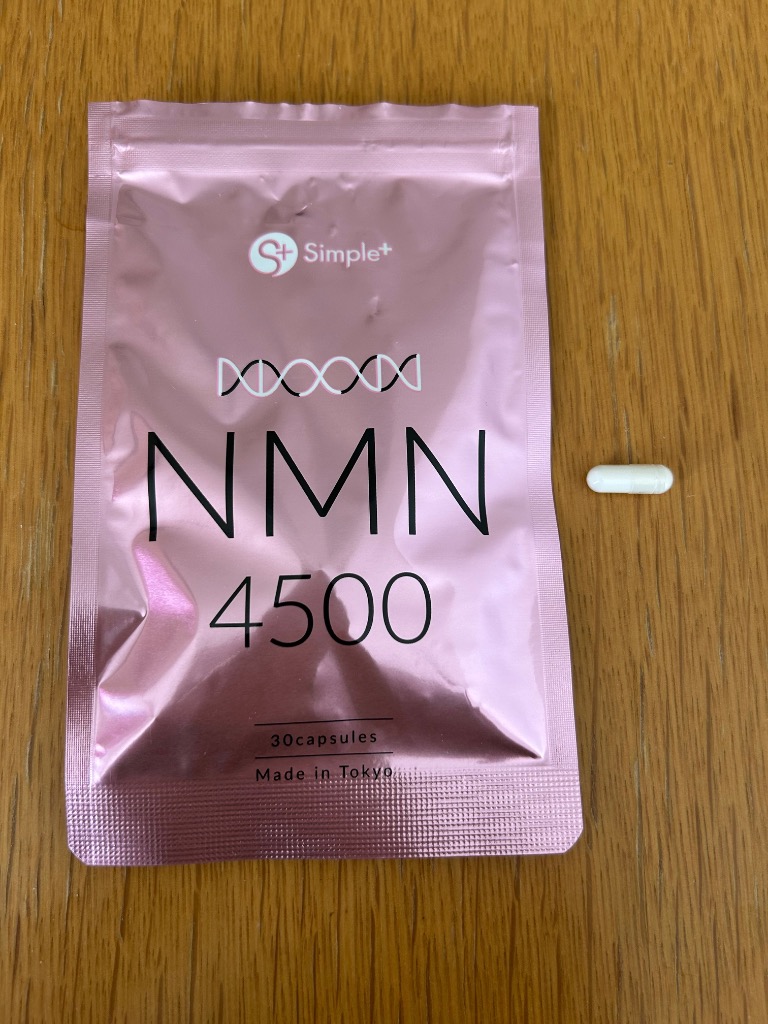 S+ Simple+
NMN
4500
30capsules
Made in Tokyo